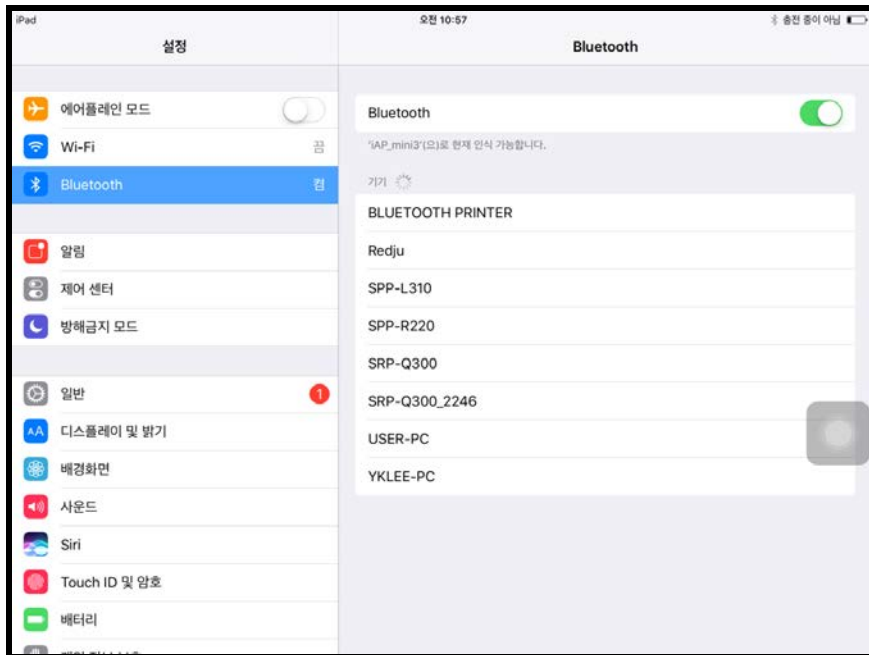 iPad
오전 10:57
충전 중이 아님
설정
Bluetooth
에어플레인 모드
Wi-Fi
끔
Bluetooth
켬
알림
제어 센터
방해금지 모드
일반
1
AA
디스플레이 및 밝기
배경화면
사운드
Siri
Touch ID 및 암호
배터리
Bluetooth
'iAP_mini3'(으)로 현재 인식 가능합니다.
기기
BLUETOOTH PRINTER
Redju
SPP-L310
SPP-R220
SRP-Q300
SRP-Q300_2246
USER-PC
YKLEE-PC